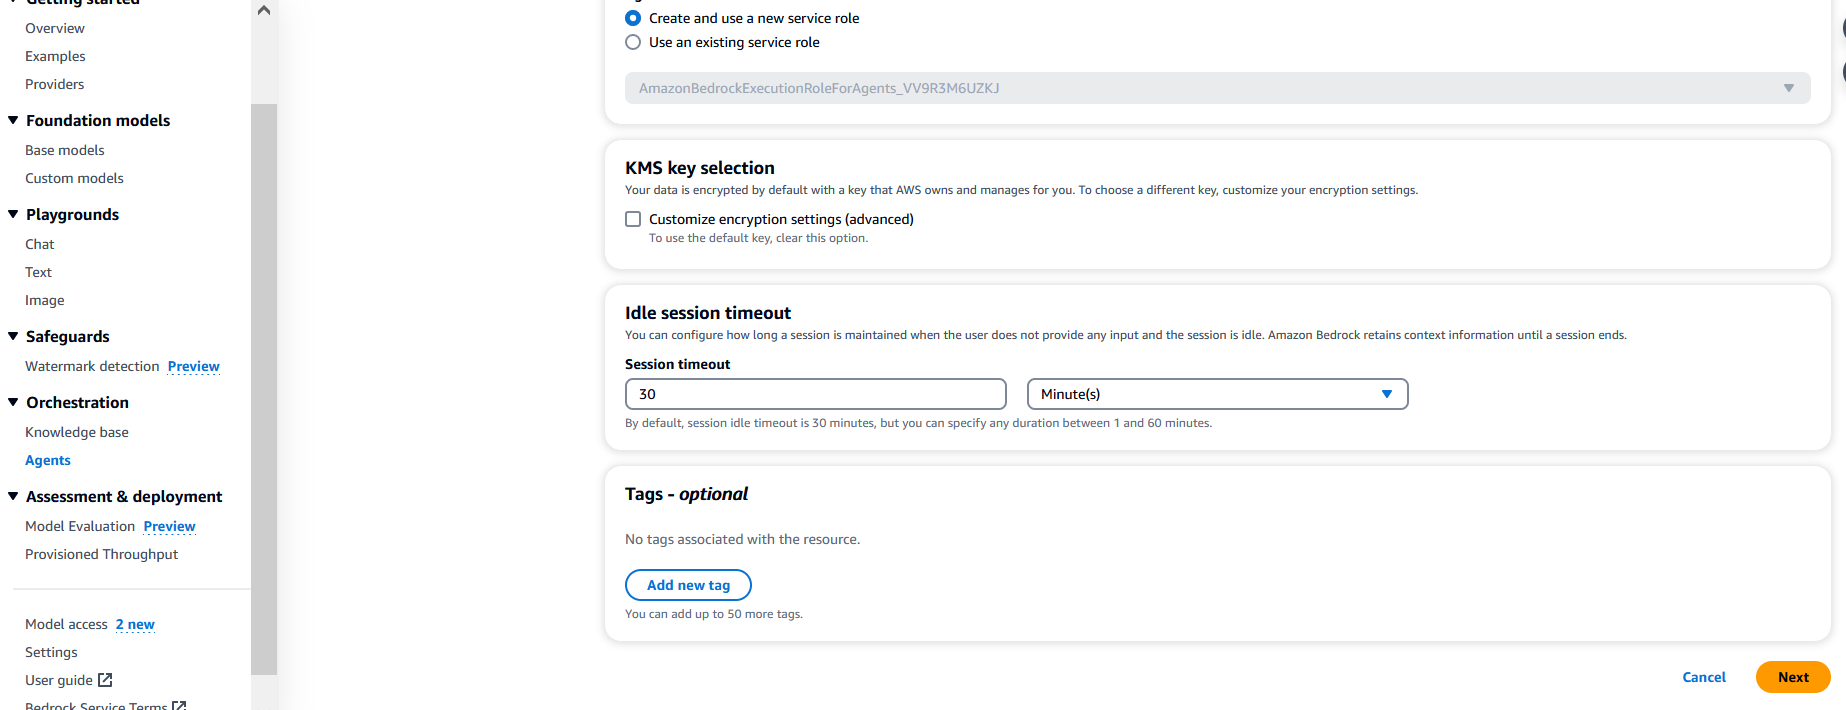 Getting started
Overview
Examples
Providers
Foundation models
Base models
Custom models
Playgrounds
Chat
Text
Image
Safeguards
Watermark detection Preview
Orchestration
Knowledge base
Agents
Assessment & deployment
Model Evaluation Preview
Provisioned Throughput
Model access 2 new
Settings
User guide
Bedrock Service Terms
Create and use a new service role
Use an existing service role
AmazonBedrockExecutionRoleForAgents_VV9R3M6UZKJ
KMS key selection
Your data is encrypted by default with a key that AWS owns and manages for you. To choose a different key, customize your encryption settings.
Customize encryption settings (advanced)
To use the default key, clear this option.
Idle session timeout
You can configure how long a session is maintained when the user does not provide any input and the session is idle. Amazon Bedrock retains context information until a session ends.
Session timeout
30 Minute(s)
By default, session idle timeout is 30 minutes, but you can specify any duration between 1 and 60 minutes.
Tags - optional
No tags associated with the resource.
Add new tag
You can add up to 50 more tags.
Cancel Next